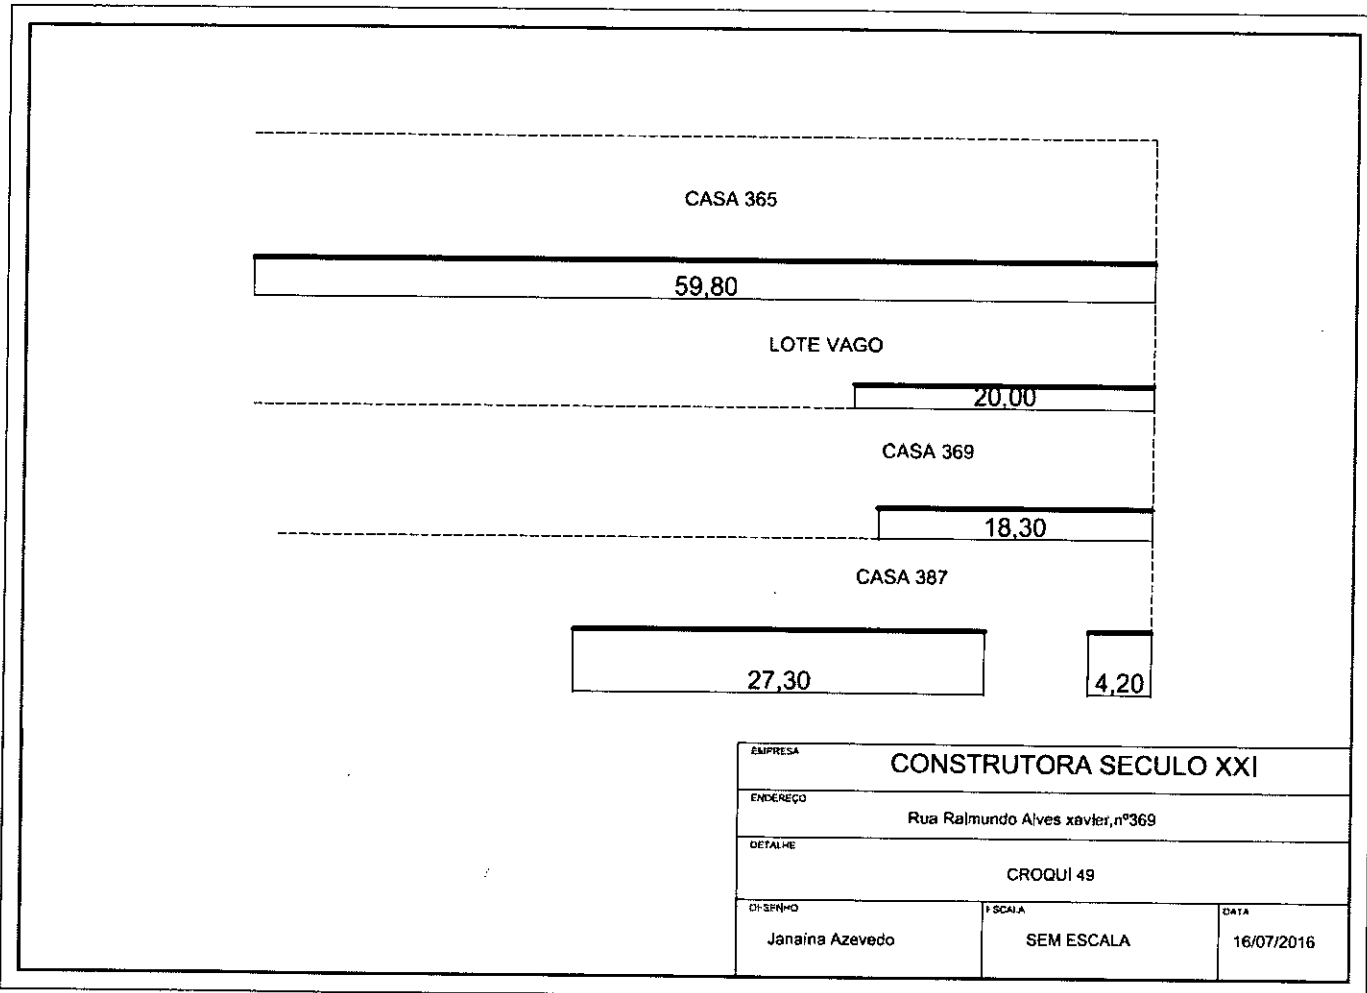 CASA 365
59,80
LOTE VAGO
20,00
CASA 369
18,30
CASA 387
27,30
4,20
EMPRESA
CONSTRUTORA SECULO XXI
ENDEREÇO
Rua Raimundo Alves xavier,nº369
DETALHE
CROQUI 49
DESENHO
Janaina Azevedo
ESCALA
SEM ESCALA
DATA
16/07/2016